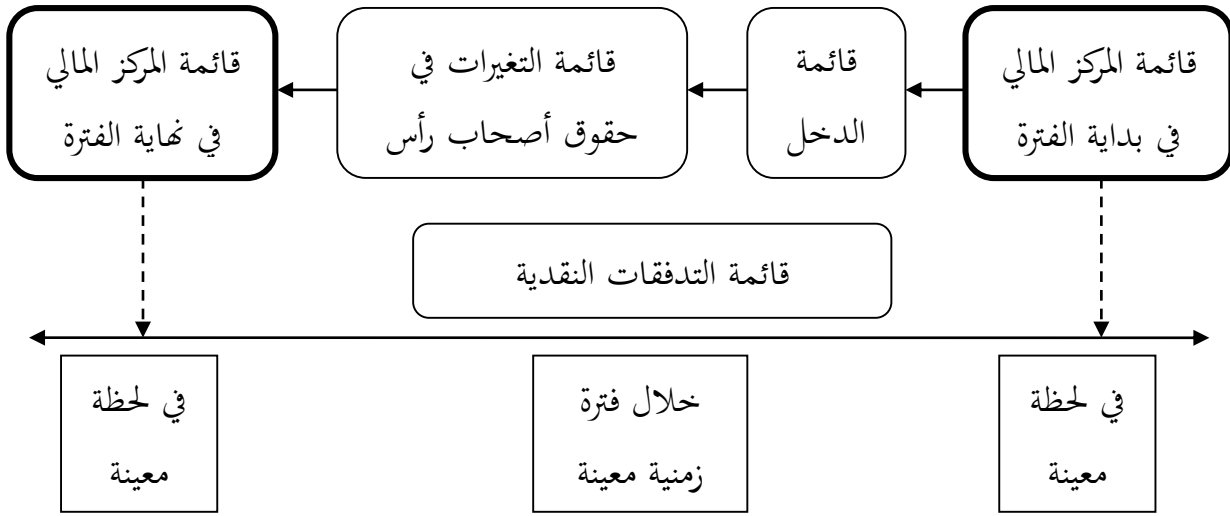 قائمة المركز المالي
في بداية الفترة
قائمة
الدخل
قائمة التغيرات في
حقوق أصحاب رأس
قائمة المركز المالي
في نهاية الفترة
قائمة التدفقات النقدية
في لحظة
معينة
خلال فترة
زمنية معينة
في لحظة
معينة